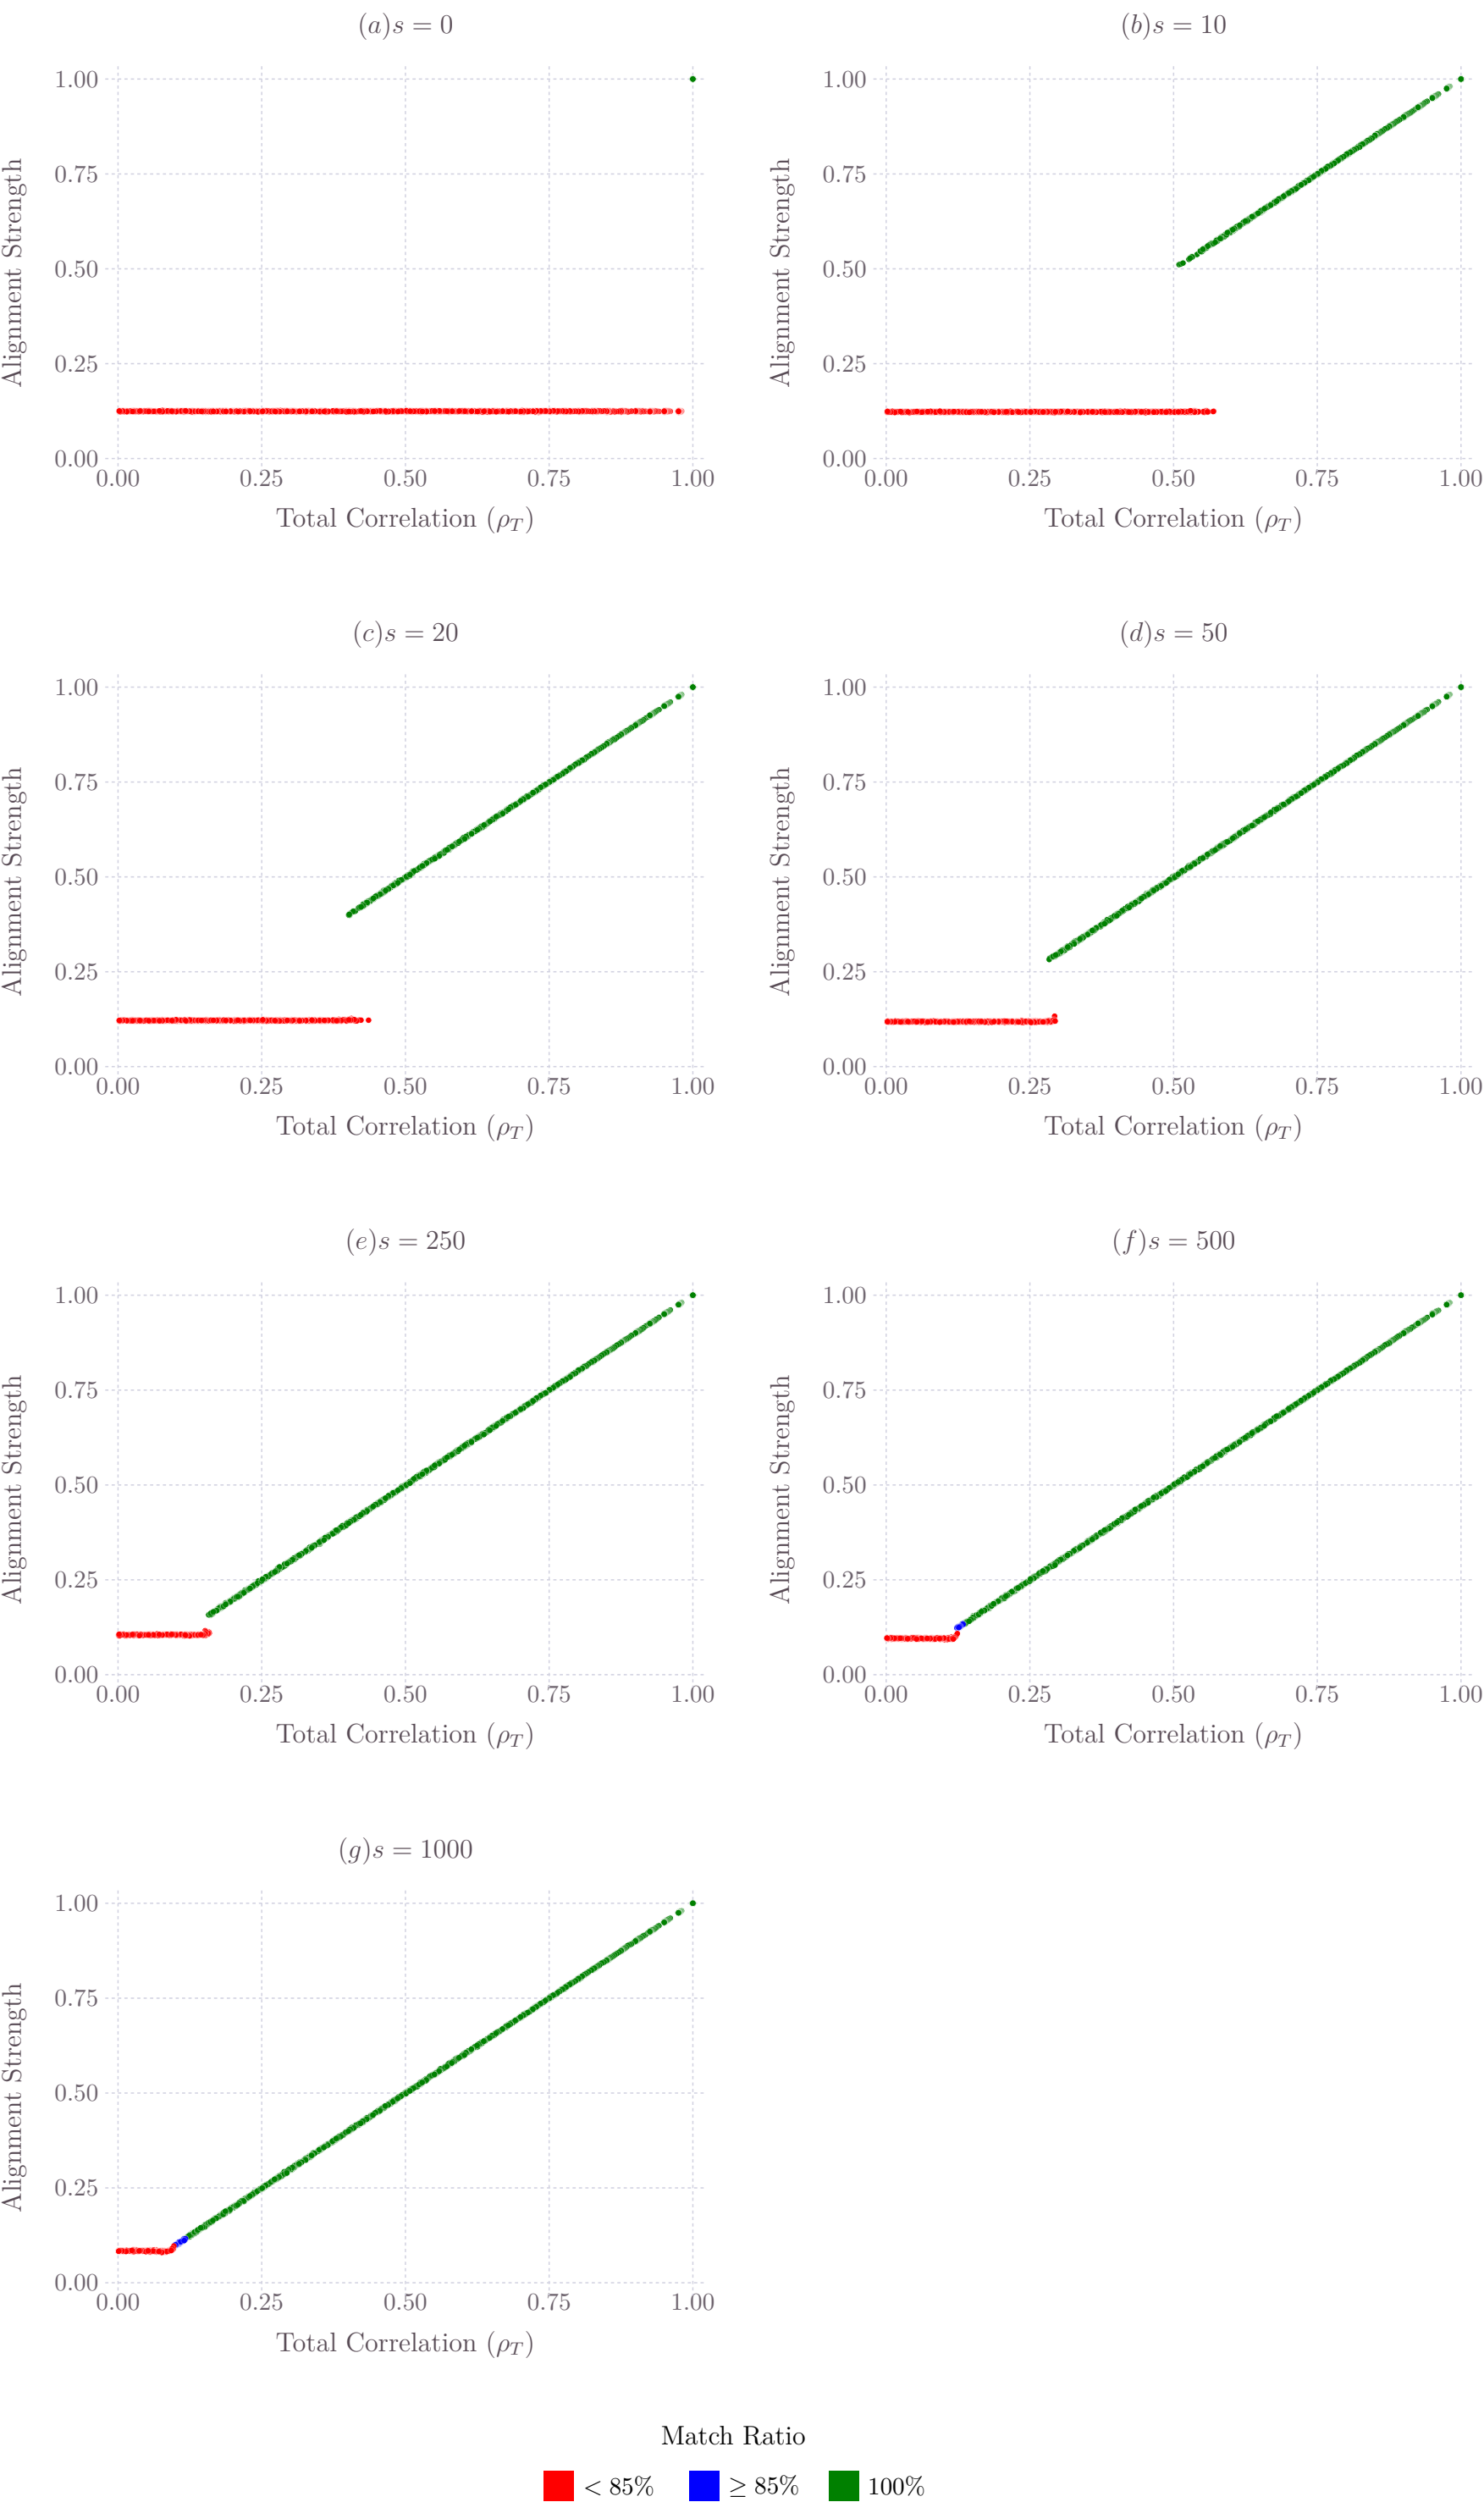 (a)s = 0
1.00
0.75
0.50
0.25
0.00
Alignment Strength
0.00 0.25 0.50 0.75 1.00
Total Correlation (ρT)
(b)s = 10
1.00
0.75
0.50
0.25
0.00
Alignment Strength
0.00 0.25 0.50 0.75 1.00
Total Correlation (ρT)
(c)s = 20
1.00
0.75
0.50
0.25
0.00
Alignment Strength
0.00 0.25 0.50 0.75 1.00
Total Correlation (ρT)
(d)s = 50
1.00
0.75
0.50
0.25
0.00
Alignment Strength
0.00 0.25 0.50 0.75 1.00
Total Correlation (ρT)
(e)s = 250
1.00
0.75
0.50
0.25
0.00
Alignment Strength
0.00 0.25 0.50 0.75 1.00
Total Correlation (ρT)
(f)s = 500
1.00
0.75
0.50
0.25
0.00
Alignment Strength
0.00 0.25 0.50 0.75 1.00
Total Correlation (ρT)
(g)s = 1000
1.00
0.75
0.50
0.25
0.00
Alignment Strength
0.00 0.25 0.50 0.75 1.00
Total Correlation (ρT)
Match Ratio
< 85% ≥ 85% 100%